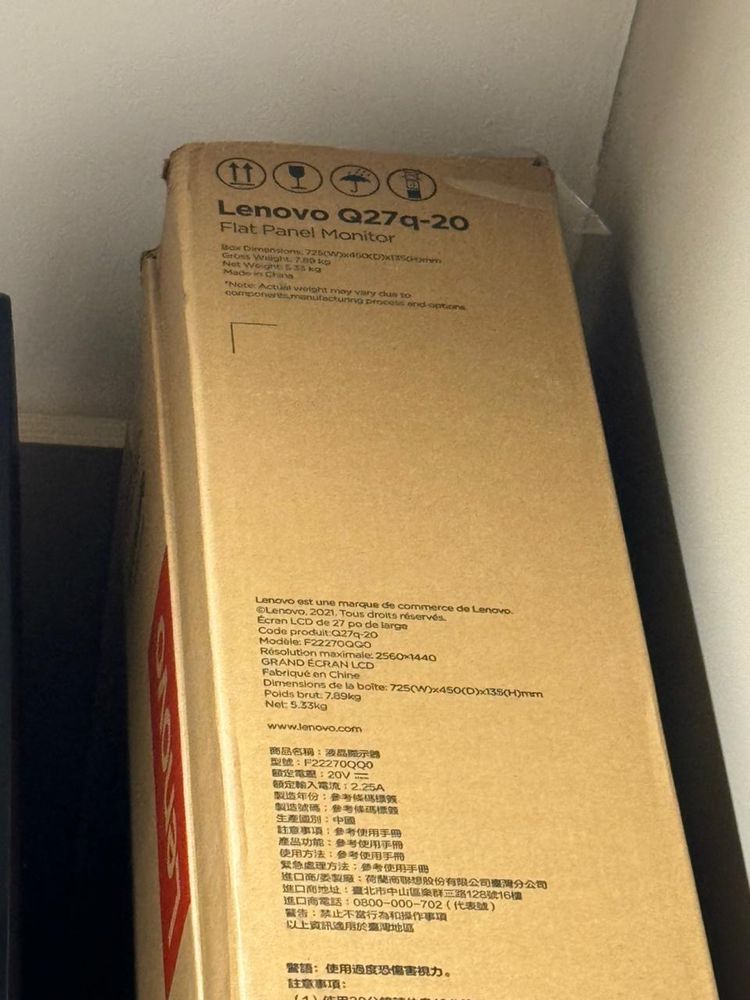 Lenovo Q27q-20
Flat Panel Monitor
Box Dimensions: 725(W)x450(D)x135(H)mm
Gross Weight: 7.89 kg
Net Weight: 5.33 kg
Made in China
*Note: Actual weight may vary due to
components,manufacturing process and options.
Lenovo est une marque de commerce de Lenovo.
©Lenovo. 2021. Tous droits réservés.
Écran LCD de 27 po de large
Code produit:Q27q-20
Modèle: F22270QQ0
Résolution maximale: 2560×1440
GRAND ÉCRAN LCD
Fabriqué en Chine
Dimensions de la boîte: 725(W)x450(D)x135(H)mm
Poids brut: 7.89kg
Net: 5.33kg
www.lenovo.com
商品名稱：液晶顯示器
型號：F22270QQ0
額定電壓：20V
額定輸入電流：2.25A
製造年份：參考條碼標籤
製造號碼：參考條碼標籤
生產國別：中國
註意事項：參考使用手冊
產品功能：參考使用手冊
使用方法：參考使用手冊
緊急處理方法：參考使用手冊
進口商/委製廠：荷蘭商聯想股份有限公司臺灣分公司
進口商地址：臺北市中山區樂群三路128號16樓
進口商電話：0800-000-702（代表號）
警告：禁止不當行為和操作事項
以上資訊適用於臺灣地區
警語：使用過度恐傷害視力。
註意事項：
Lenovo